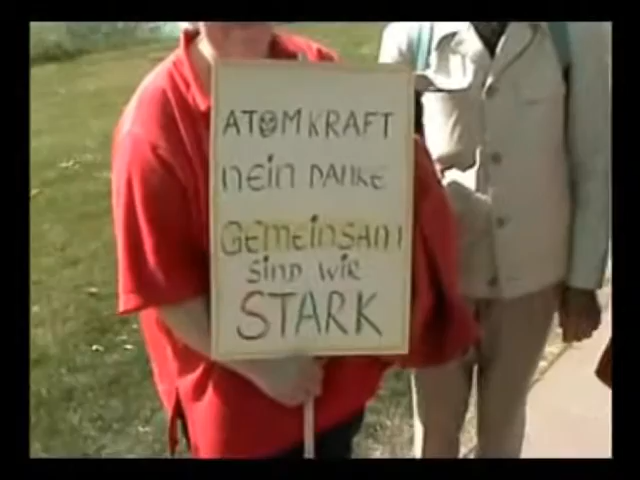 ATOMKRAFT
NEIN DANKE
GEMEINSAM
SIND WIR
STARK